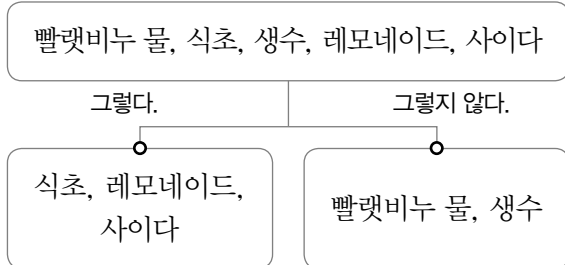 빨랫비누 물, 식초, 생수, 레모네이드, 사이다
그렇다.
그렇지 않다.
식초, 레모네이드,
사이다
빨랫비누 물, 생수